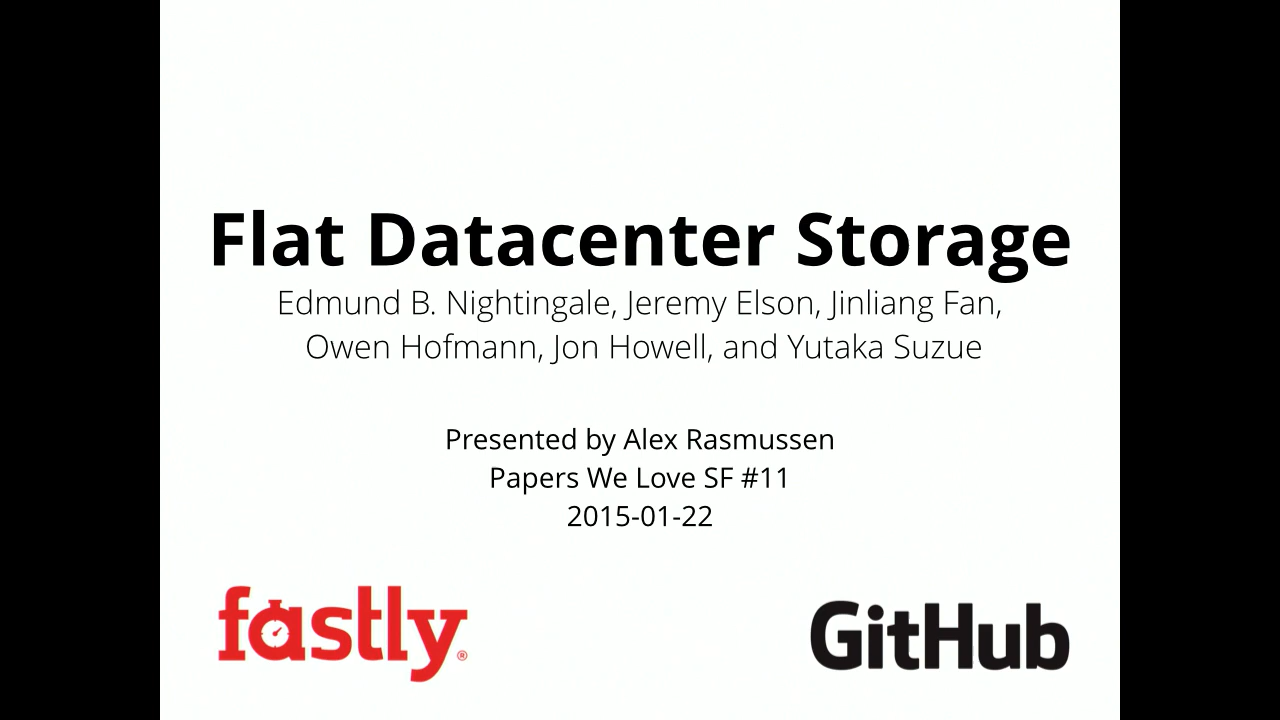 Flat Datacenter Storage
Edmund B. Nightingale, Jeremy Elson, Jinliang Fan,
Owen Hofmann, Jon Howell, and Yutaka Suzue
Presented by Alex Rasmussen
Papers We Love SF #11
2015-01-22
fastly®
GitHub